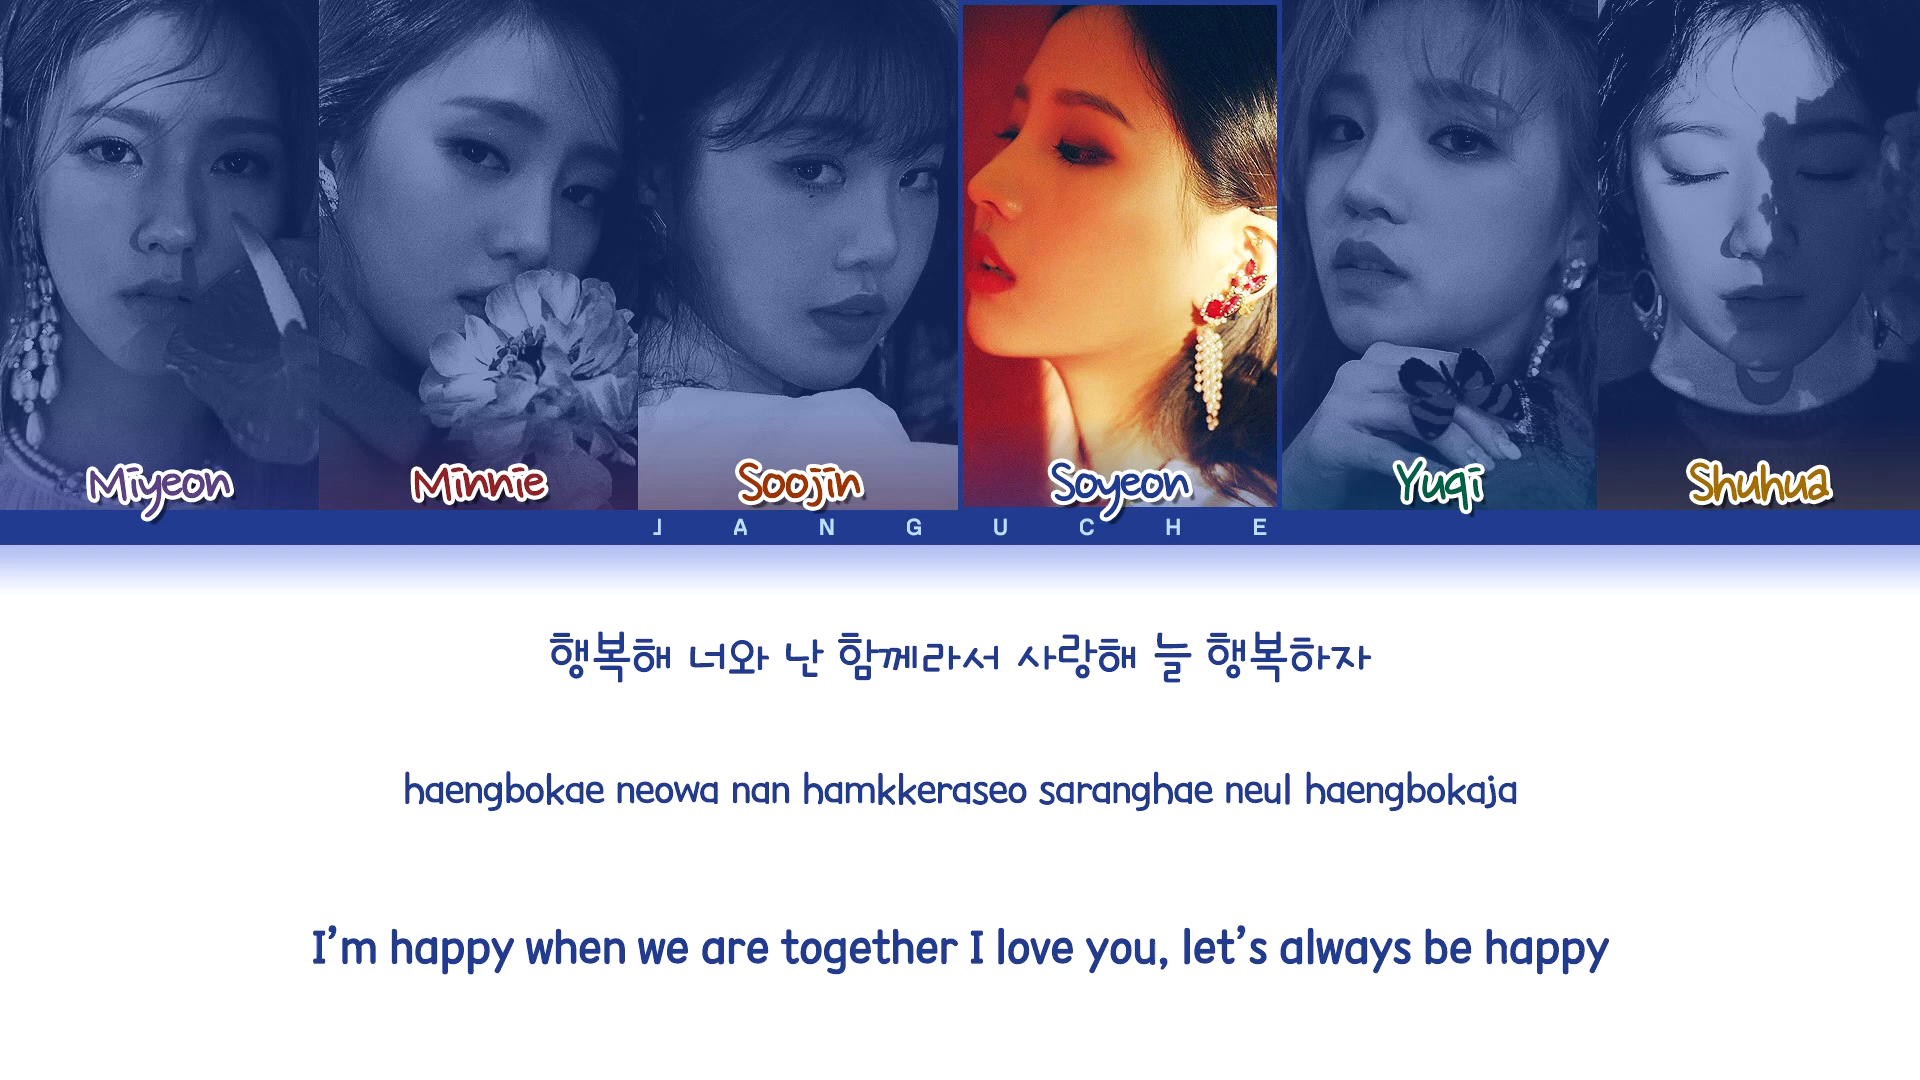 Miyeon Minnie Soojin Soyeon Yuqi Shuhua
JANGUCHE
행복해 너와 난 함께라서 사랑해 늘 행복하자
haengbokae neowa nan hamkkeraseo saranghae neul haengbokaja
I'm happy when we are together I love you, let's always be happy